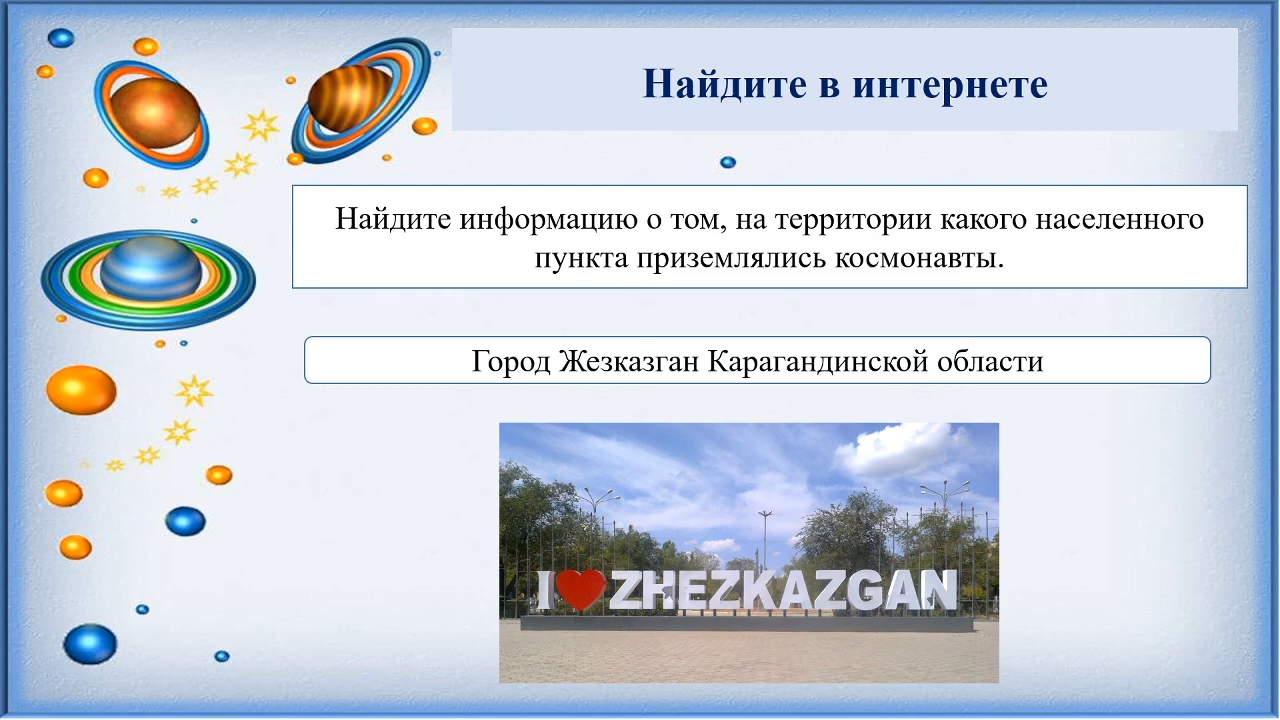 Найдите в интернете
Найдите информацию о том, на территории какого населенного
пункта приземлялись космонавты.
Город Жезказган Карагандинской области
I❤ZHEZKAZGAN